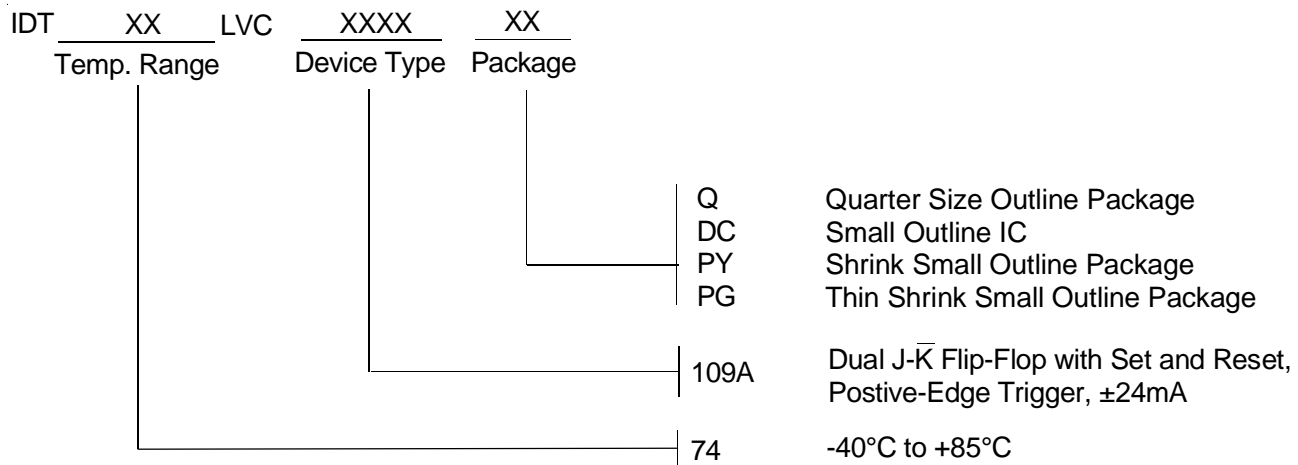 IDT XX LVC XXXX XX
Temp. Range Device Type Package
Q Quarter Size Outline Package
DC Small Outline IC
PY Shrink Small Outline Package
PG Thin Shrink Small Outline Package
109A Dual J-K̅ Flip-Flop with Set and Reset,
Postive-Edge Trigger, ±24mA
74 -40°C to +85°C